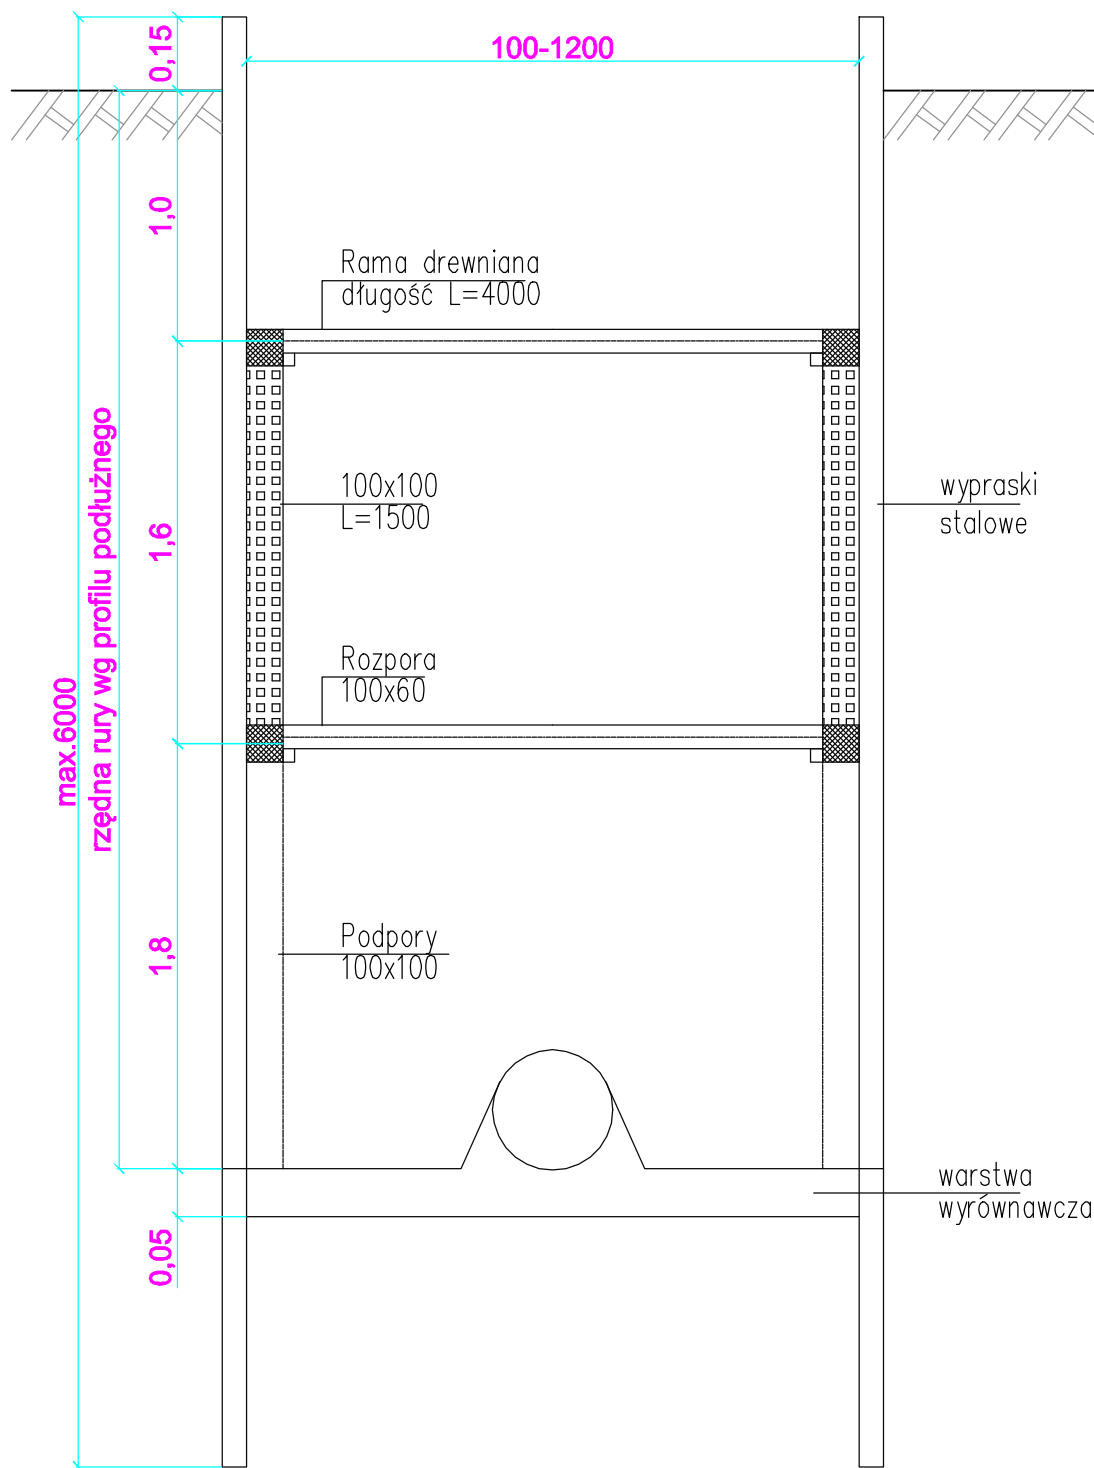 0,15
100-1200
1,0
Rama drewniana
długość L=4000
100x100
L=1500
wypraski
stalowe
1,6
rzędna rury wg profilu podłużnego
max.6000
Rozpora
100x60
1,8
Podpory
100x100
warstwa
wyrównawcza
0,05